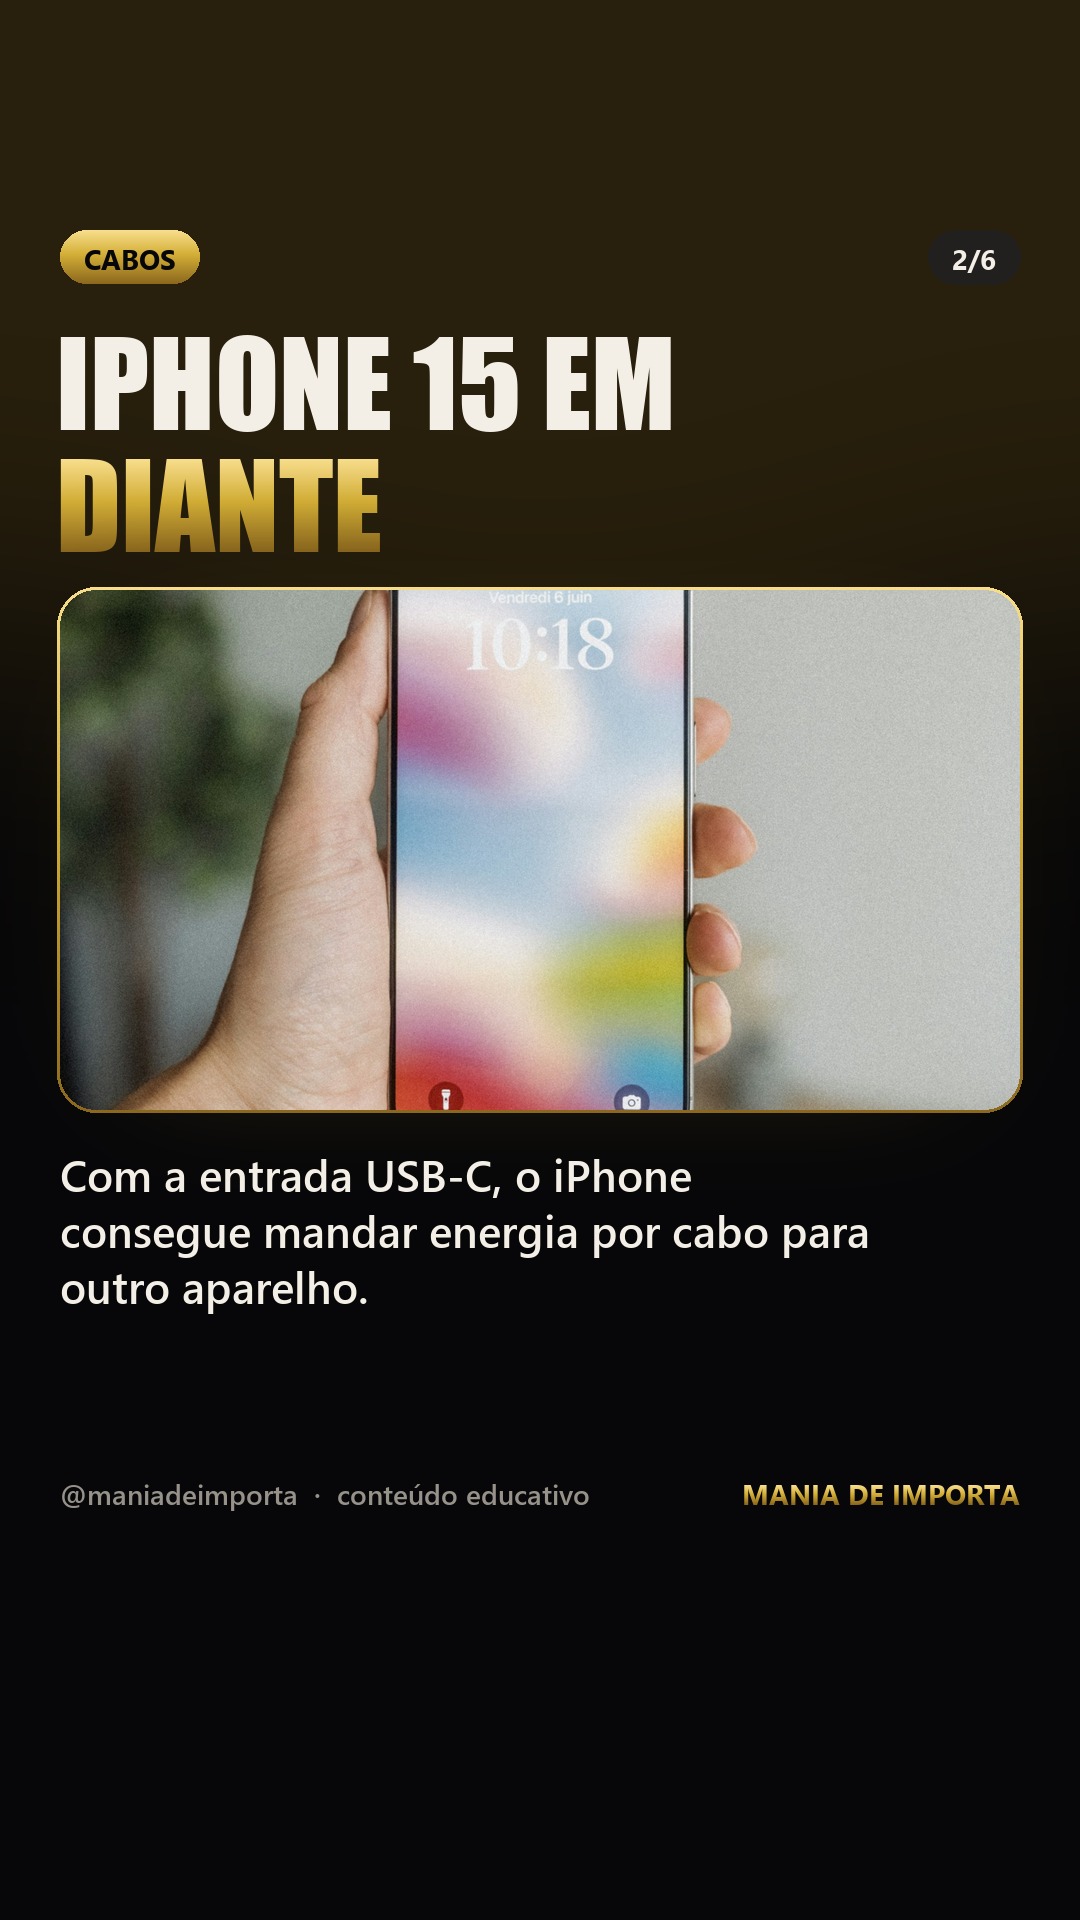 CABOS
2/6
IPHONE 15 EM
DIANTE
Vendredi 6 juin
10:18
Com a entrada USB-C, o iPhone
consegue mandar energia por cabo para
outro aparelho.
@maniadeimporta · conteúdo educativo
MANIA DE IMPORTA